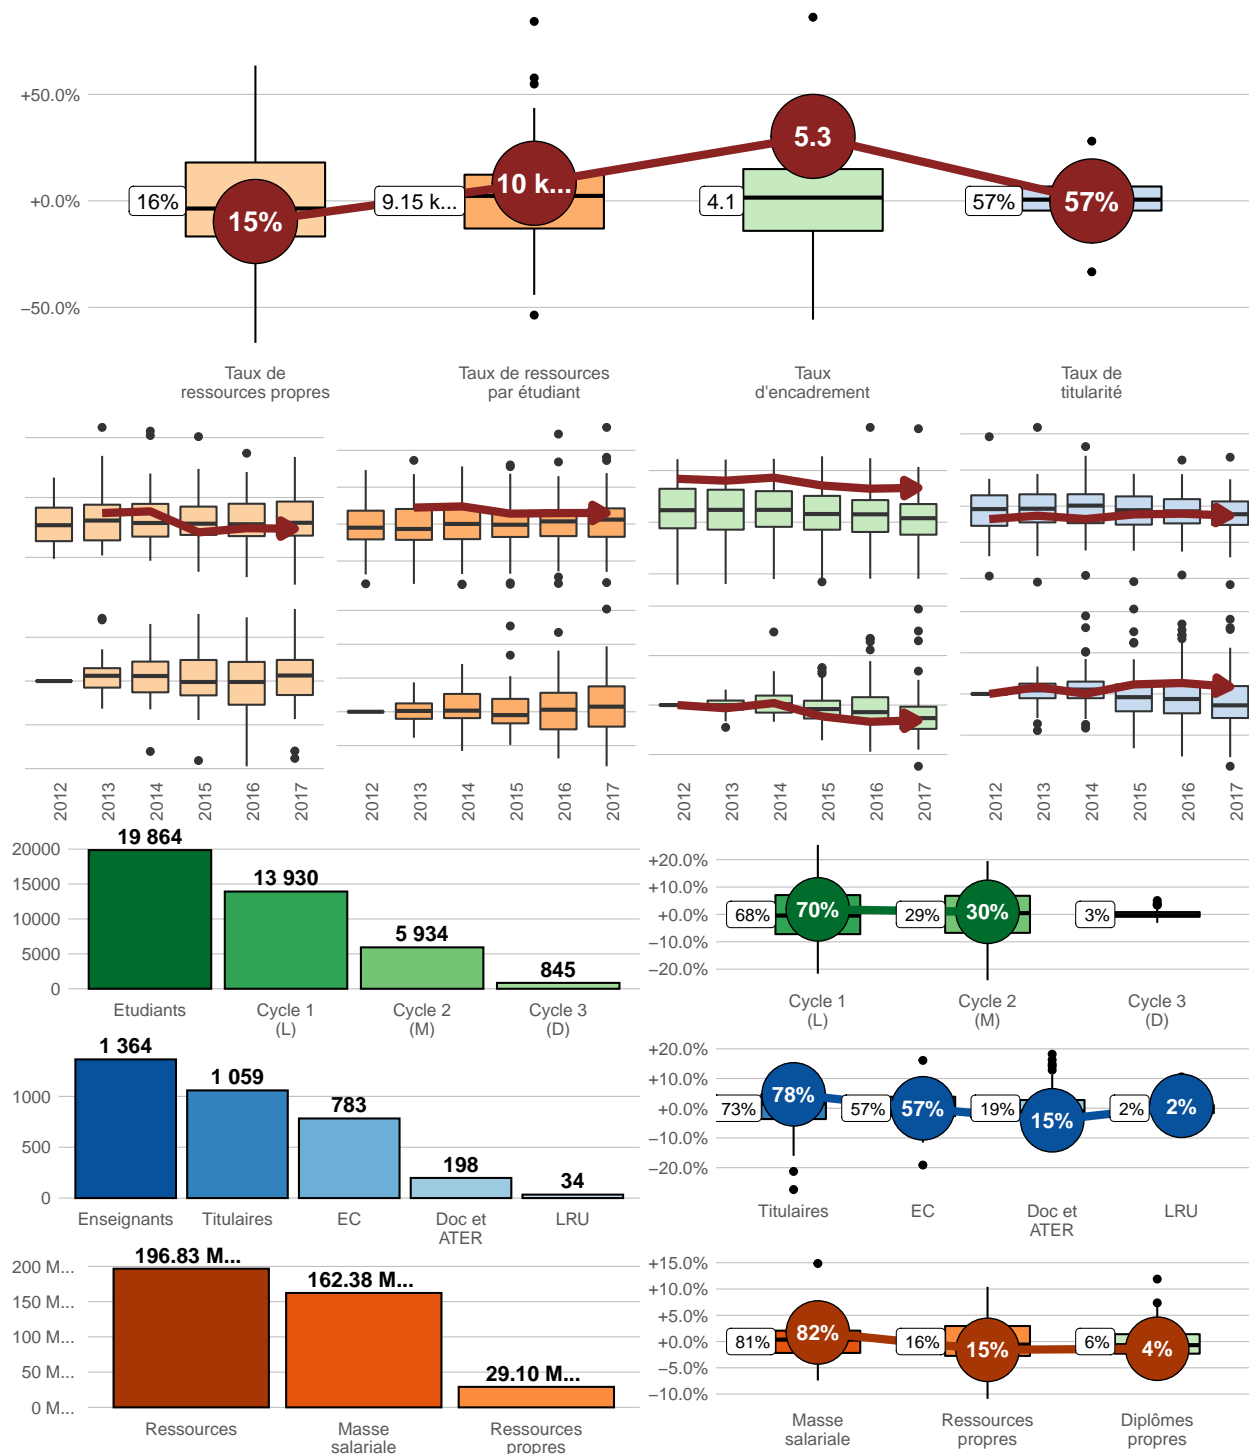 +50.0%
+0.0%
−50.0%
16%
15%
9.15 k...
10 k...
4.1
5.3
57%
57%
Taux de
ressources propres
Taux de ressources
par étudiant
Taux
d'encadrement
Taux de
titularité
2012
2013
2014
2015
2016
2017
2012
2013
2014
2015
2016
2017
2012
2013
2014
2015
2016
2017
2012
2013
2014
2015
2016
2017
20000
15000
10000
5000
0
19 864
13 930
5 934
845
Etudiants
Cycle 1
(L)
Cycle 2
(M)
Cycle 3
(D)
+20.0%
+10.0%
+0.0%
−10.0%
−20.0%
68%
70%
29%
30%
3%
Cycle 1
(L)
Cycle 2
(M)
Cycle 3
(D)
1000
500
0
1 364
1 059
783
198
34
Enseignants
Titulaires
EC
Doc et
ATER
LRU
+20.0%
+10.0%
+0.0%
−10.0%
−20.0%
73%
78%
57%
57%
19%
15%
2%
2%
Titulaires
EC
Doc et
ATER
LRU
200 M...
150 M...
100 M...
50 M...
0 M...
196.83 M...
162.38 M...
29.10 M...
Ressources
Masse
salariale
Ressources
propres
+15.0%
+10.0%
+5.0%
+0.0%
−5.0%
−10.0%
81%
82%
16%
15%
6%
4%
Masse
salariale
Ressources
propres
Diplômes
propres